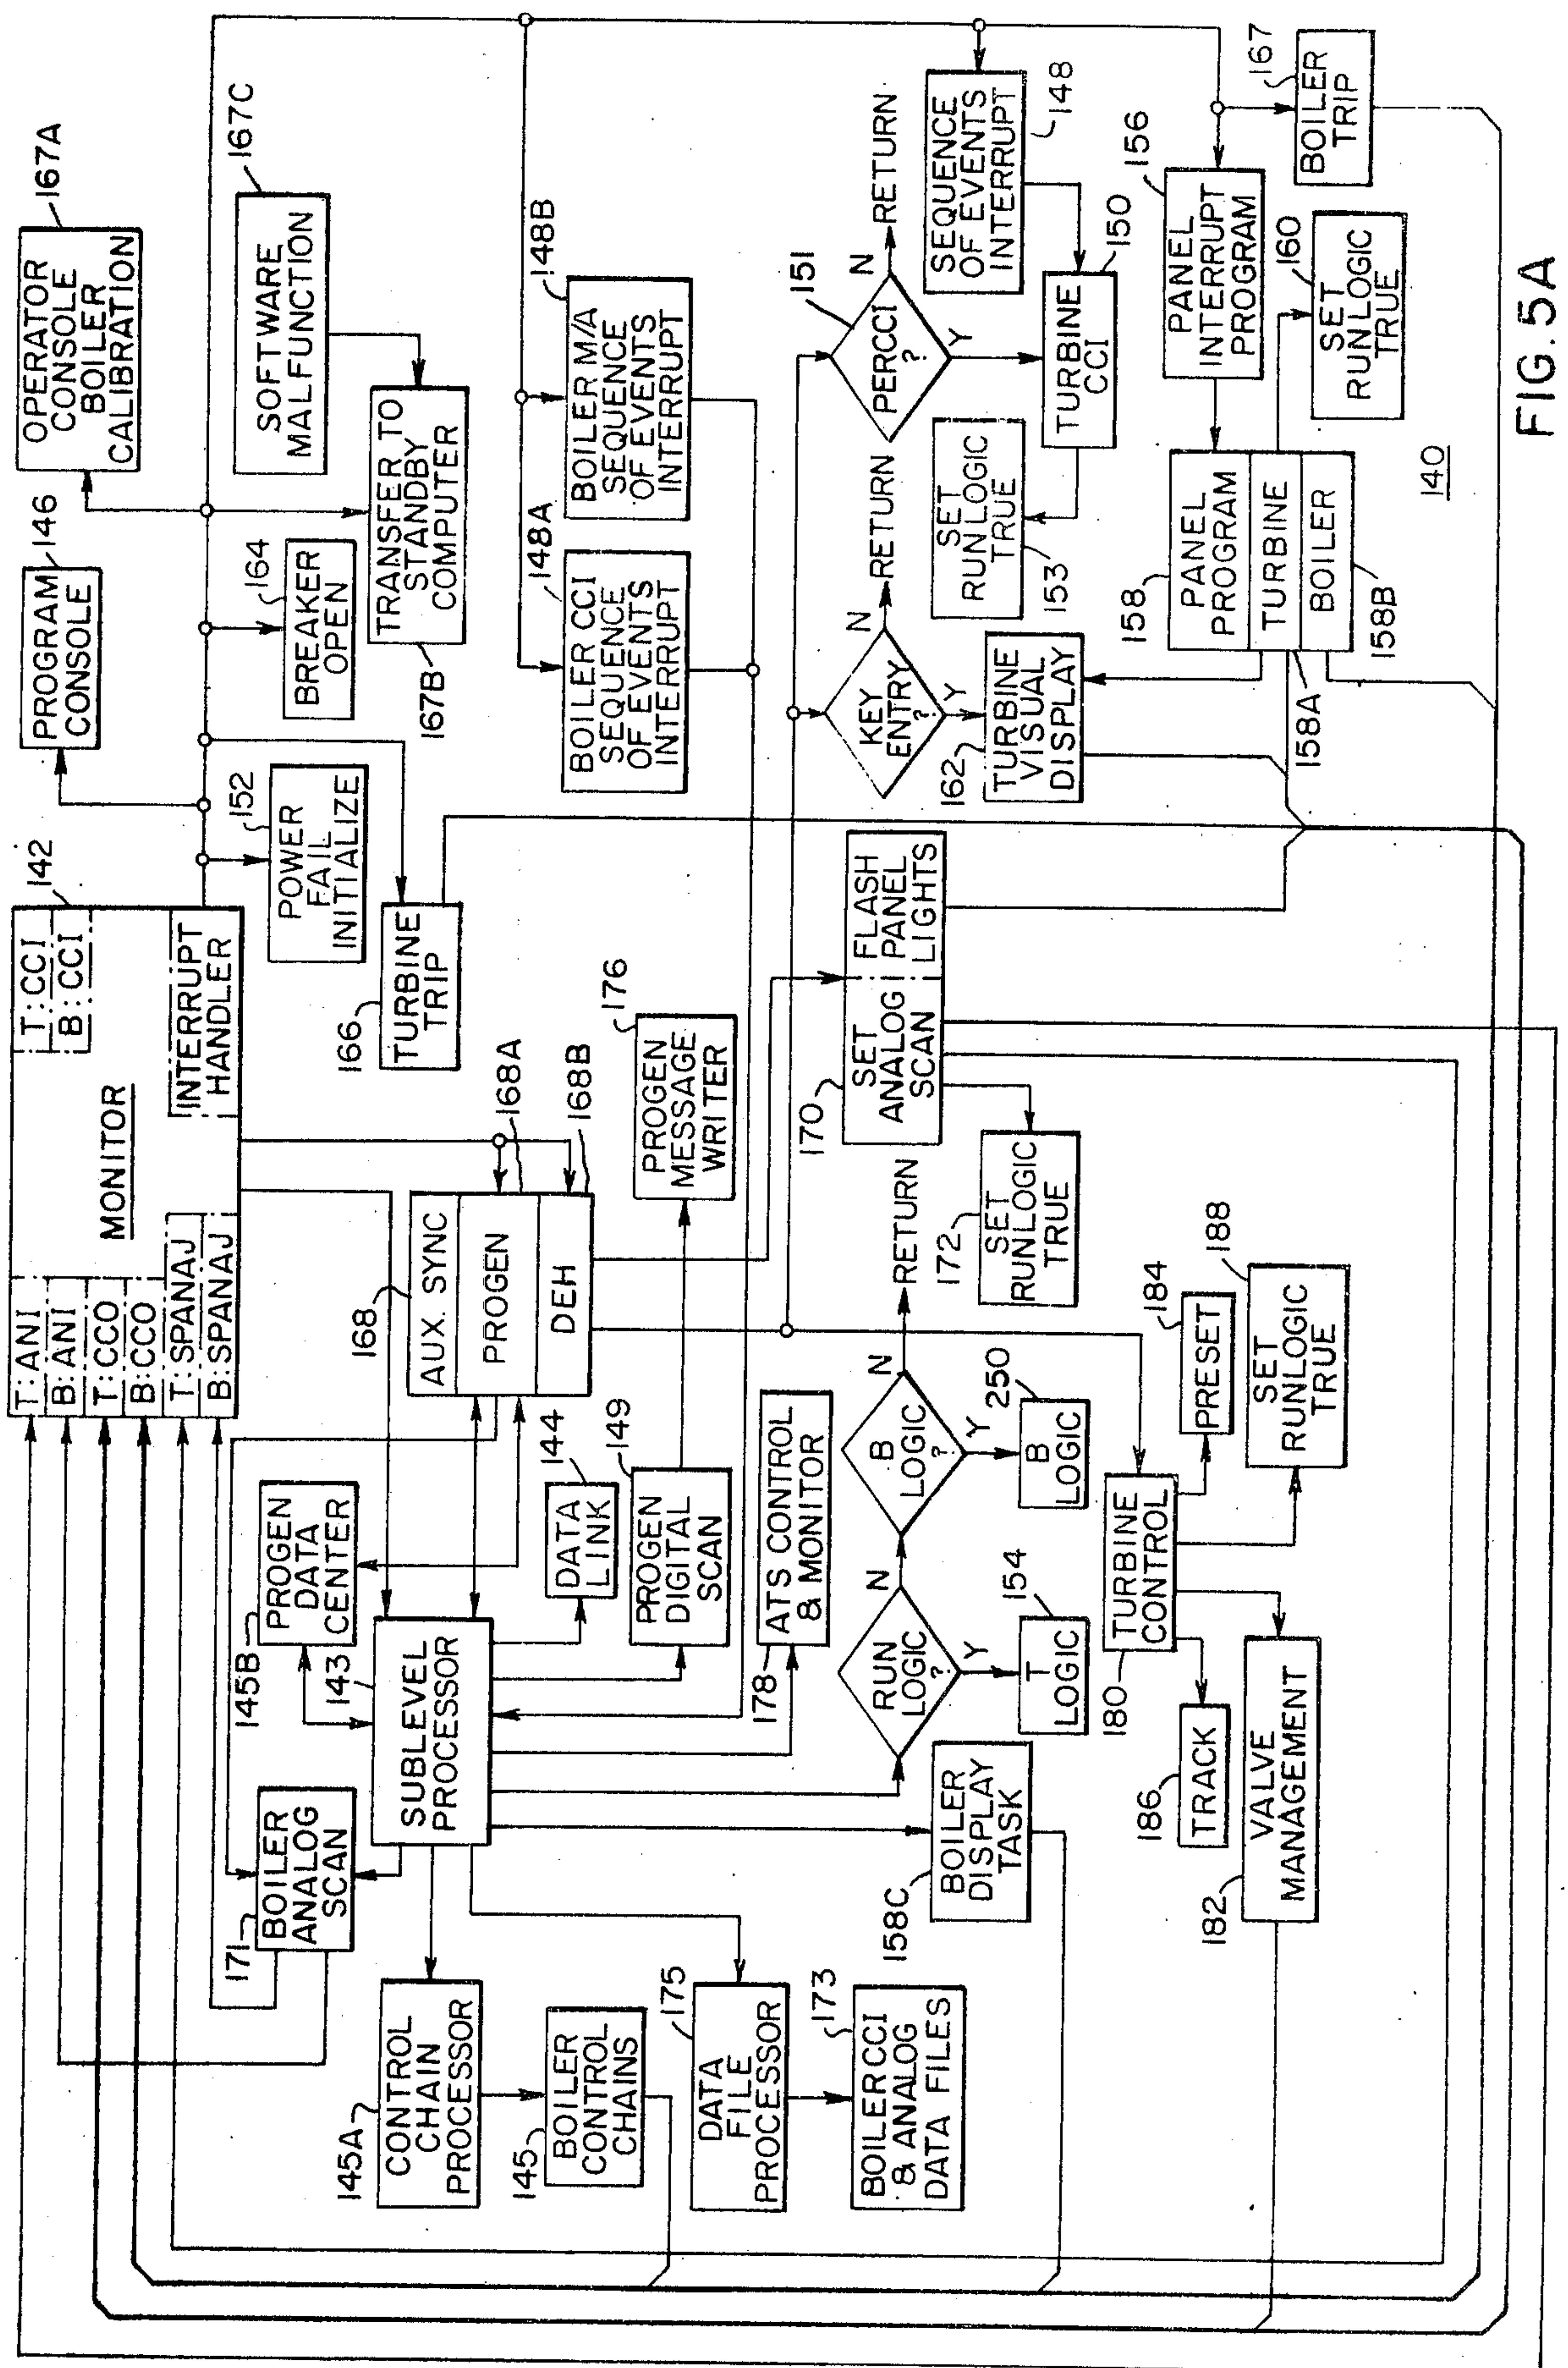 T:ANI
B:ANI
T:CCO
B:CCO
T:SPANAJ
B:SPANAJ
MONITOR
T:CCI
B:CCI
INTERRUPT
HANDLER
142
PROGRAM
CONSOLE
146
OPERATOR
CONSOLE
BOILER
CALIBRATION
167A
171
BOILER
ANALOG
SCAN
145B
PROGEN
DATA
CENTER
152
POWER
FAIL
INITIALIZE
164
BREAKER
OPEN
SOFTWARE
MALFUNCTION
167C
145A
CONTROL
CHAIN
PROCESSOR
143
SUBLEVEL
PROCESSOR
168
AUX. SYNC
PROGEN
DEH
168A
168B
166
TURBINE
TRIP
TRANSFER TO
STANDBY
COMPUTER
167B
145
BOILER
CONTROL
CHAINS
144
DATA
LINK
149
PROGEN
DIGITAL
SCAN
176
PROGEN
MESSAGE
WRITER
148A
BOILER CCI
SEQUENCE
OF EVENTS
INTERRUPT
148B
BOILER M/A
SEQUENCE
OF EVENTS
INTERRUPT
175
DATA
FILE
PROCESSOR
173
BOILER CCI
& ANALOG
DATA FILES
178
ATS CONTROL
& MONITOR
RUN
LOGIC
?
N
Y
B
LOGIC
?
N
RETURN
Y
154
T
LOGIC
250
B
LOGIC
158C
BOILER
DISPLAY
TASK
170
SET
ANALOG
SCAN
FLASH
PANEL
LIGHTS
172
SET
RUNLOGIC
TRUE
KEY
ENTRY
?
N
RETURN
Y
162
TURBINE
VISUAL
DISPLAY
151
PERCCI
?
N
RETURN
Y
SEQUENCE
OF EVENTS
INTERRUPT
148
SET
RUNLOGIC
TRUE
153
TURBINE
CCI
150
180
TURBINE
CONTROL
184
PRESET
188
SET
RUNLOGIC
TRUE
186
TRACK
182
VALVE
MANAGEMENT
158
PANEL
PROGRAM
TURBINE
BOILER
158A
158B
156
PANEL
INTERRUPT
PROGRAM
160
SET
RUNLOGIC
TRUE
167
BOILER
TRIP
140
FIG. 5A